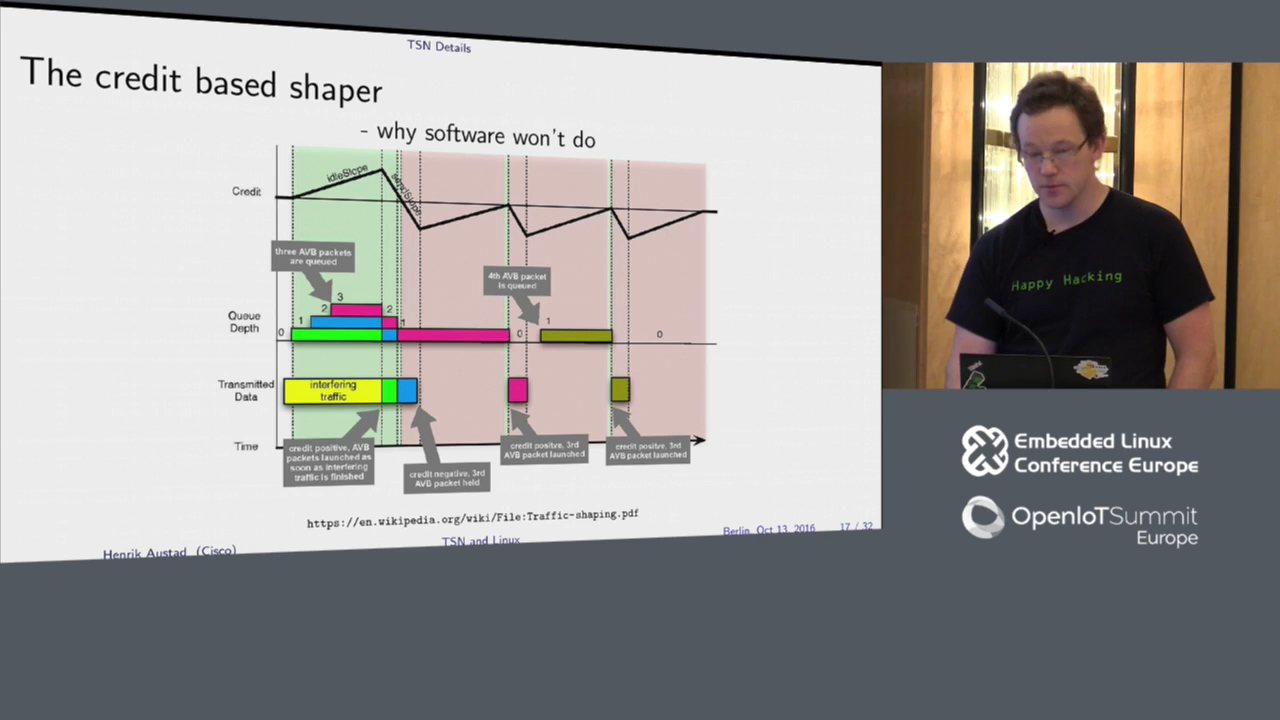 TSN Details
The credit based shaper
- why software won't do
Credit
idleSlope
sendSlope
three AVB packets
are queued
4th AVB packet
is queued
Queue
Depth
0
1
2
3
2
1
0
1
0
Transmitted
Data
interfering
traffic
Time
credit positive, AVB
packets launched as
soon as interfering
traffic is finished
credit negative, 3rd
AVB packet held
credit positve, 3rd
AVB packet launched
credit positve, 3rd
AVB packet launched
https://en.wikipedia.org/wiki/File:Traffic-shaping.pdf
Henrik Austad (Cisco)
TSN and Linux
Berlin, Oct 13, 2016
17 / 32
Happy Hacking
Embedded Linux
Conference Europe
OpenIoTSummit
Europe